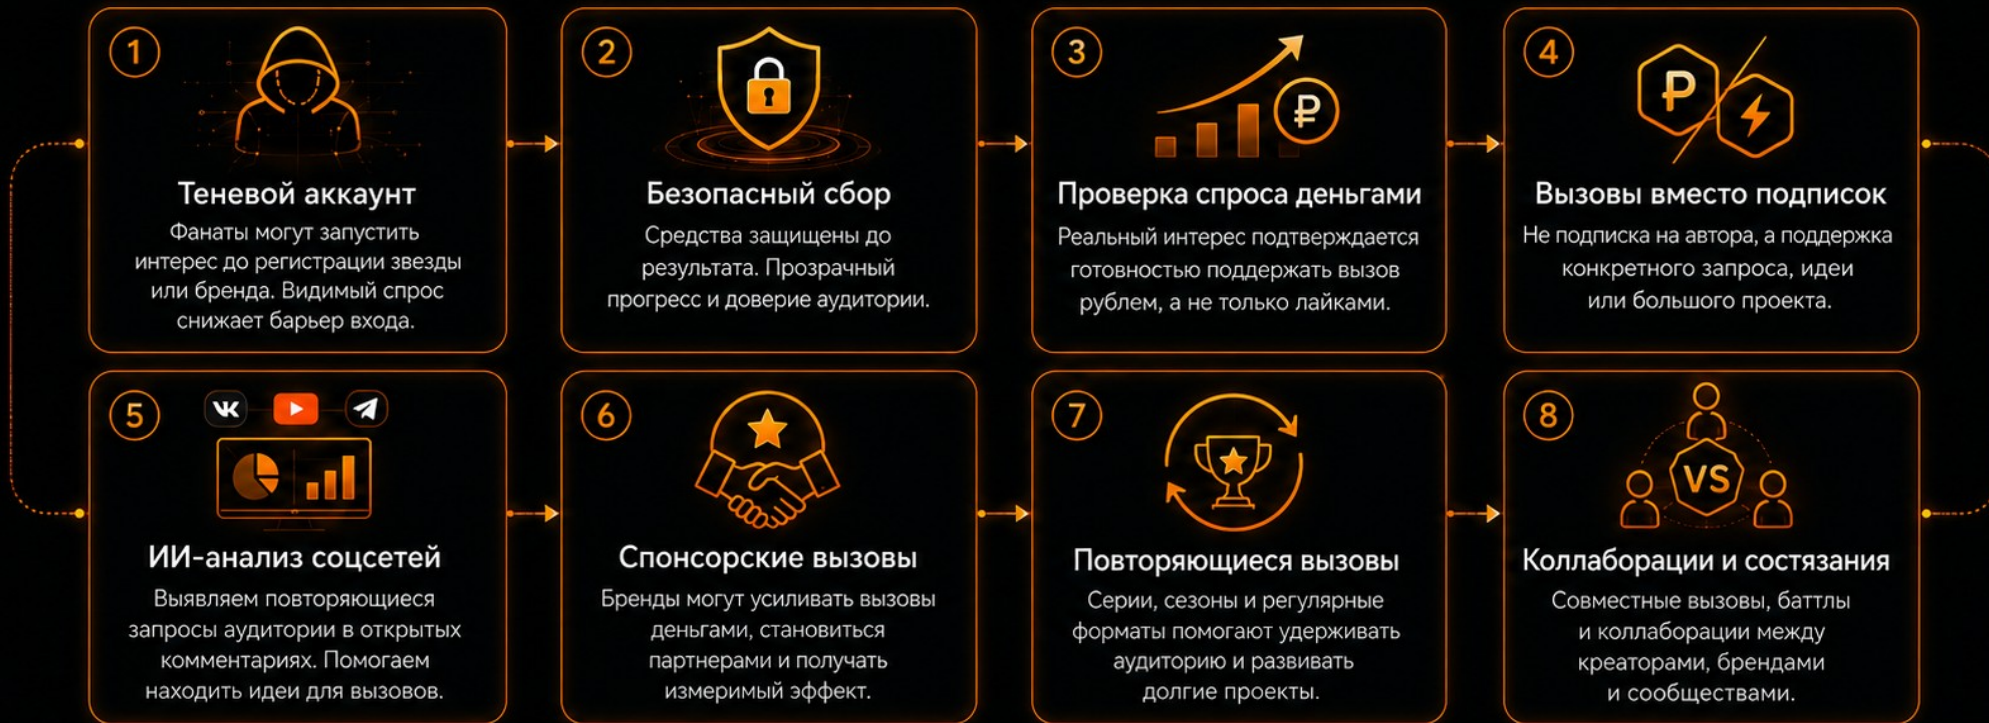 1
Теневой аккаунт
Фанаты могут запустить
интерес до регистрации звезды
или бренда. Видимый спрос
снижает барьер входа.
2
Безопасный сбор
Средства защищены до
результата. Прозрачный
прогресс и доверие аудитории.
3
₽
Проверка спроса деньгами
Реальный интерес подтверждается
готовностью поддержать вызов
рублем, а не только лайками.
4
₽
Вызовы вместо подписок
Не подписка на автора, а поддержка
конкретного запроса, идеи
или большого проекта.
5
VK
ИИ-анализ соцсетей
Выявляем повторяющиеся
запросы аудитории в открытых
комментариях. Помогаем
находить идеи для вызовов.
6
Спонсорские вызовы
Бренды могут усиливать вызовы
деньгами, становиться
партнерами и получать
измеримый эффект.
7
Повторяющиеся вызовы
Серии, сезоны и регулярные
форматы помогают удерживать
аудиторию и развивать
долгие проекты.
8
VS
Коллаборации и состязания
Совместные вызовы, баттлы
и коллаборации между
креаторами, брендами
и сообществами.